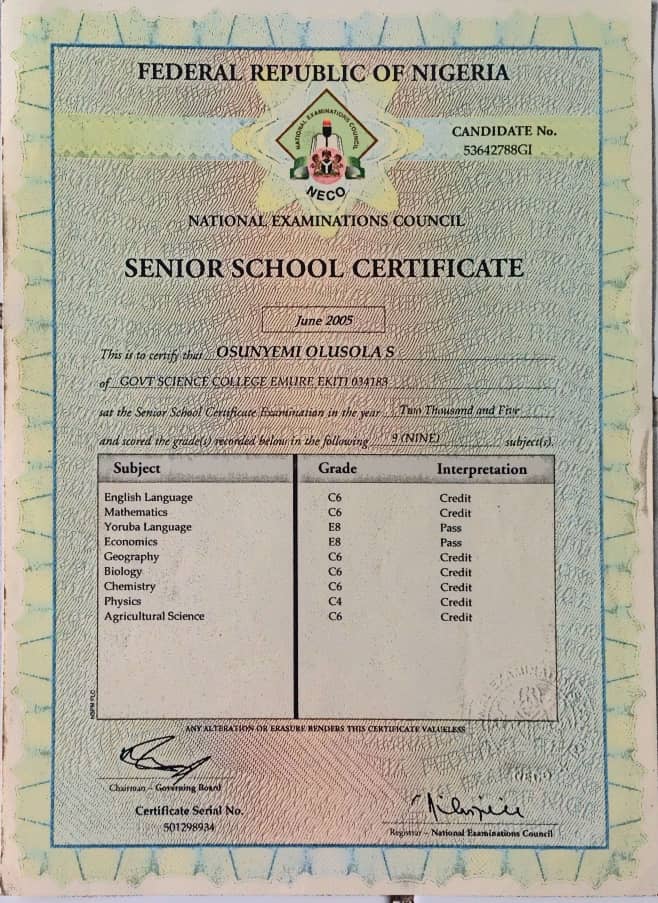 FEDERAL REPUBLIC OF NIGERIA
NATIONAL EXAMINATIONS COUNCIL
NECO
CANDIDATE No.
53642788GI
NATIONAL EXAMINATIONS COUNCIL
SENIOR SCHOOL CERTIFICATE
June 2005
This is to certify that OSUNYEMI OLUSOLA S
of GOVT SCIENCE COLLEGE EMURE EKITI 034183
sat the Senior School Certificate Examination in the year Two Thousand and Five
and scored the grade(s) recorded below in the following 9 (NINE) subject(s).
Subject Grade Interpretation
English Language C6 Credit
Mathematics C6 Credit
Yoruba Language E8 Pass
Economics E8 Pass
Geography C6 Credit
Biology C6 Credit
Chemistry C6 Credit
Physics C4 Credit
Agricultural Science C6 Credit
NSPM PLC
ANY ALTERATION OR ERASURE RENDERS THIS CERTIFICATE VALUELESS
Chairman – Governing Board
Certificate Serial No.
501298934
Registrar – National Examinations Council